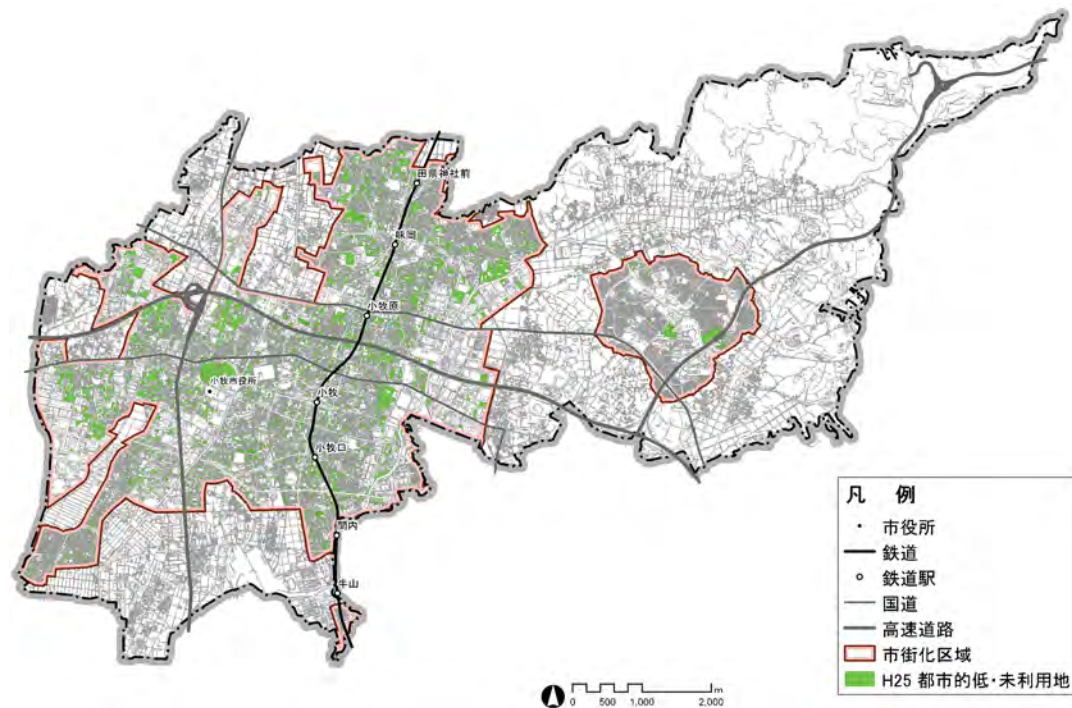 田県神社前
味岡
小牧原
小牧市役所
小牧
小牧口
間内
牛山
凡 例
市役所
鉄道
鉄道駅
国道
高速道路
市街化区域
H25 都市的低・未利用地
0 500 1,000 2,000 m